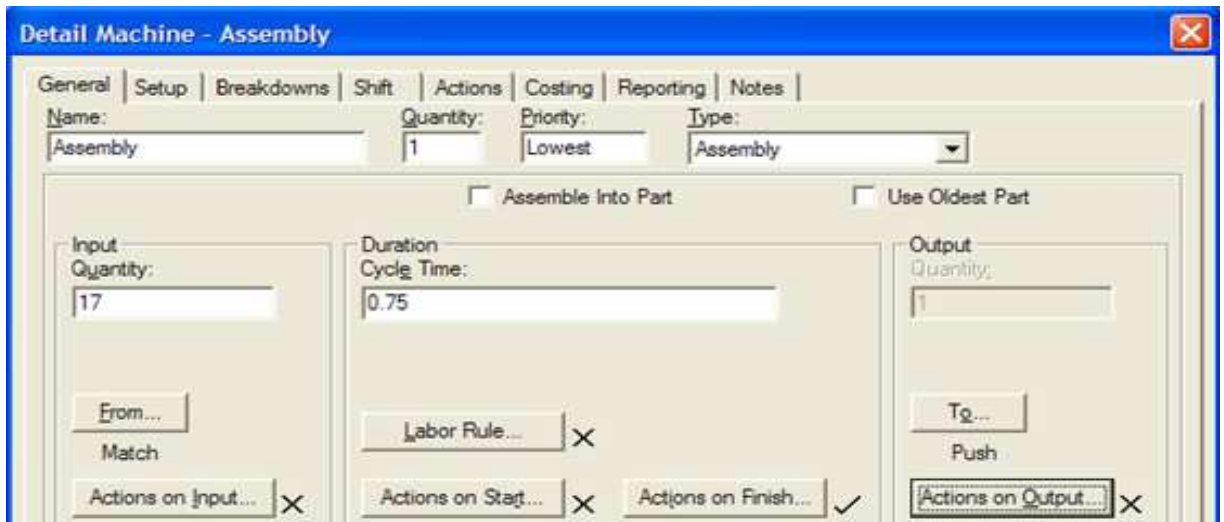 Detail Machine - Assembly
General Setup Breakdowns Shift Actions Costing Reporting Notes
Name: Quantity: Priority: Type:
Assembly 1 Lowest Assembly
Assemble Into Part Use Oldest Part
Input Duration Output
Quantity: Cycle Time: Quantity:
17 0.75 1
From... To...
Labor Rule...
Match Push
Actions on Input... Actions on Start... Actions on Finish... Actions on Output...